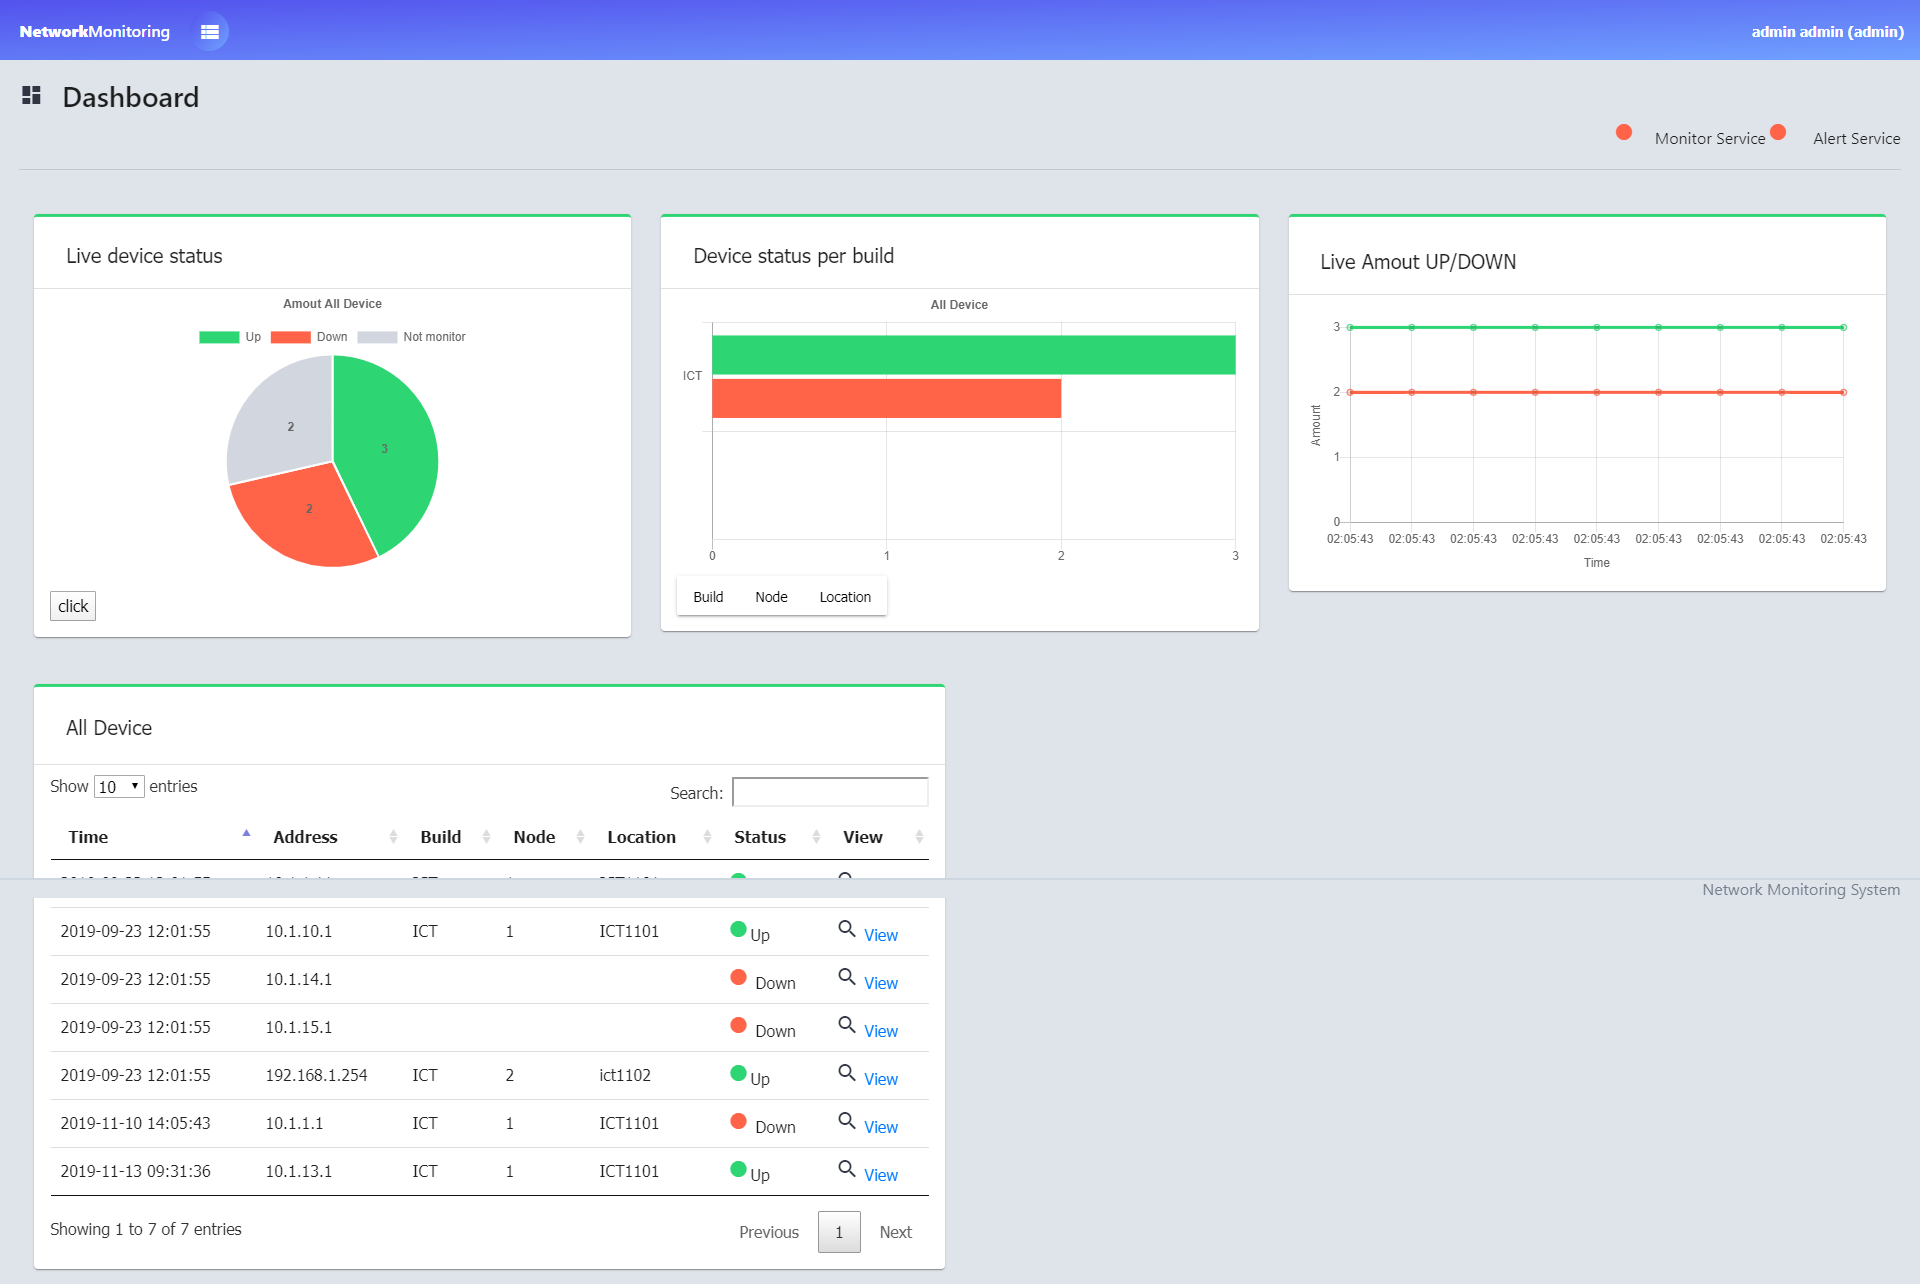 NetworkMonitoring
admin admin (admin)
Dashboard
Monitor Service
Alert Service
Live device status
Amout All Device
Up Down Not monitor
2
3
2
click
Device status per build
All Device
ICT
0 1 2 3
Build Node Location
Live Amout UP/DOWN
3
2
1
0
Amount
02:05:43 02:05:43 02:05:43 02:05:43 02:05:43 02:05:43 02:05:43 02:05:43 02:05:43
Time
All Device
Show 10 entries
Search:
Time Address Build Node Location Status View
Network Monitoring System
2019-09-23 12:01:55 10.1.10.1 ICT 1 ICT1101 Up View
2019-09-23 12:01:55 10.1.14.1 Down View
2019-09-23 12:01:55 10.1.15.1 Down View
2019-09-23 12:01:55 192.168.1.254 ICT 2 ict1102 Up View
2019-11-10 14:05:43 10.1.1.1 ICT 1 ICT1101 Down View
2019-11-13 09:31:36 10.1.13.1 ICT 1 ICT1101 Up View
Showing 1 to 7 of 7 entries
Previous 1 Next